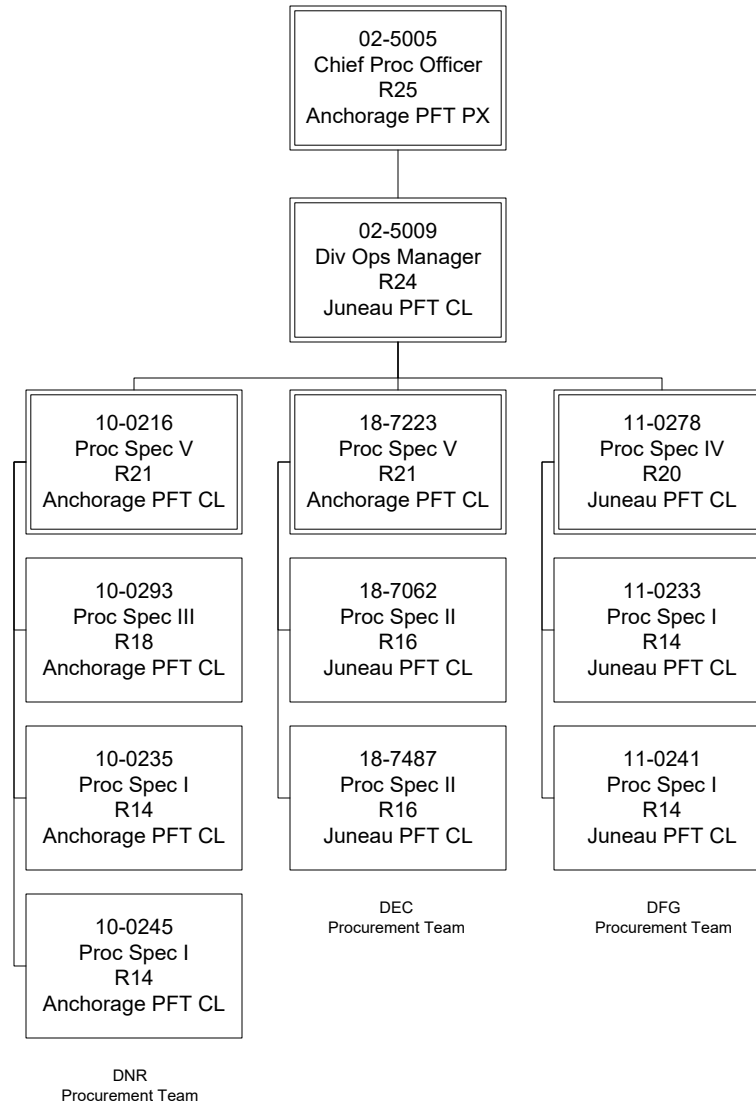 02-5005
Chief Proc Officer
R25
Anchorage PFT PX
02-5009
Div Ops Manager
R24
Juneau PFT CL
10-0216
Proc Spec V
R21
Anchorage PFT CL
10-0293
Proc Spec III
R18
Anchorage PFT CL
10-0235
Proc Spec I
R14
Anchorage PFT CL
10-0245
Proc Spec I
R14
Anchorage PFT CL
DNR
Procurement Team
18-7223
Proc Spec V
R21
Anchorage PFT CL
18-7062
Proc Spec II
R16
Juneau PFT CL
18-7487
Proc Spec II
R16
Juneau PFT CL
DEC
Procurement Team
11-0278
Proc Spec IV
R20
Juneau PFT CL
11-0233
Proc Spec I
R14
Juneau PFT CL
11-0241
Proc Spec I
R14
Juneau PFT CL
DFG
Procurement Team